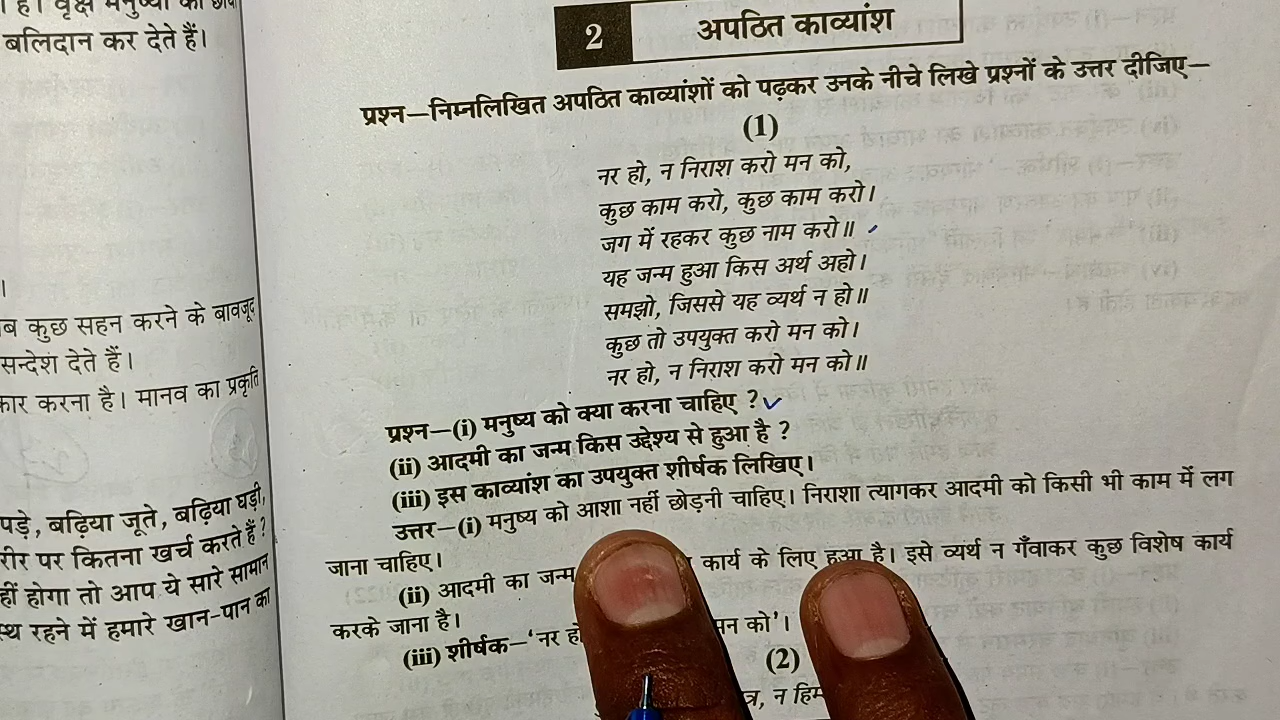 बलिदान कर देते हैं।
ब कुछ सहन करने के बावजूद
सन्देश देते हैं।
कार करना है। मानव का प्रकृति
पड़े, बढ़िया जूते, बढ़िया घड़ी,
रीर पर कितना खर्च करते हैं?
हीं होगा तो आप ये सारे सामान
स्थ रहने में हमारे खान-पान का
2 अपठित काव्यांश
प्रश्न—निम्नलिखित अपठित काव्यांशों को पढ़कर उनके नीचे लिखे प्रश्नों के उत्तर दीजिए—
(1)
नर हो, न निराश करो मन को,
कुछ काम करो, कुछ काम करो।
जग में रहकर कुछ नाम करो॥
यह जन्म हुआ किस अर्थ अहो।
समझो, जिससे यह व्यर्थ न हो॥
कुछ तो उपयुक्त करो मन को।
नर हो, न निराश करो मन को॥
प्रश्न—(i) मनुष्य को क्या करना चाहिए ?
(ii) आदमी का जन्म किस उद्देश्य से हुआ है ?
(iii) इस काव्यांश का उपयुक्त शीर्षक लिखिए।
उत्तर—(i) मनुष्य को आशा नहीं छोड़नी चाहिए। निराशा त्यागकर आदमी को किसी भी काम में लग
जाना चाहिए।
(ii) आदमी का जन्म कार्य के लिए हुआ है। इसे व्यर्थ न गँवाकर कुछ विशेष कार्य
करके जाना है।
(iii) शीर्षक—'नर हो मन को'।
(2)
न हिम